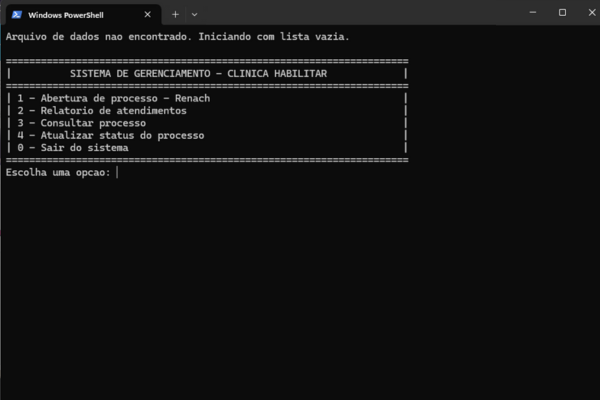 Windows PowerShell
Arquivo de dados nao encontrado. Iniciando com lista vazia.
=====================================================================
| SISTEMA DE GERENCIAMENTO - CLINICA HABILITAR |
=====================================================================
| 1 - Abertura de processo - Renach |
| 2 - Relatorio de atendimentos |
| 3 - Consultar processo |
| 4 - Atualizar status do processo |
| 0 - Sair do sistema |
=====================================================================
Escolha uma opcao: